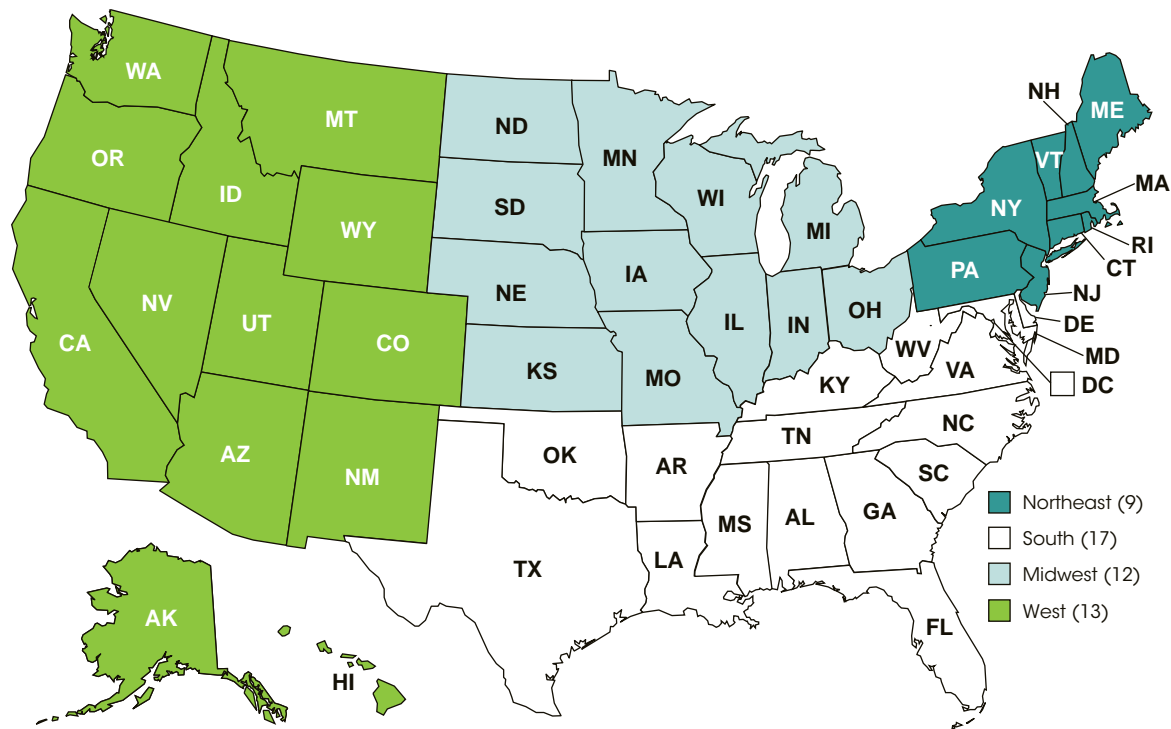 WA
MT
ND
MN
NH
ME
OR
ID
VT
WI
MA
SD
NY
WY
MI
RI
IA
PA
CT
NE
NV
NJ
UT
IL
IN
OH
DE
CA
CO
WV
MD
KS
MO
KY
VA
DC
TN
NC
AZ
OK
AR
SC
NM
Northeast (9)
MS
AL
GA
South (17)
LA
TX
Midwest (12)
West (13)
AK
FL
HI